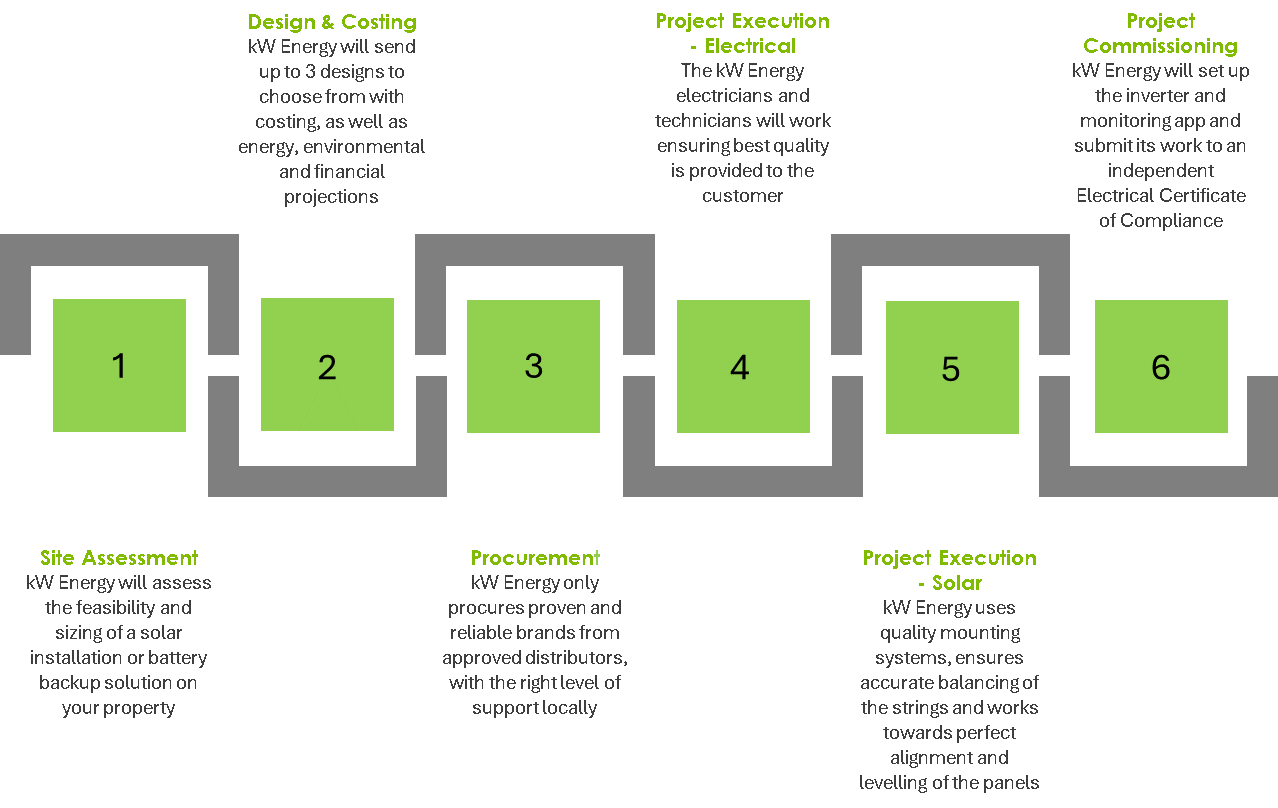 Design & Costing
kW Energy will send
up to 3 designs to
choose from with
costing, as well as
energy, environmental
and financial
projections
Project Execution
- Electrical
The kW Energy
electricians and
technicians will work
ensuring best quality
is provided to the
customer
Project
Commissioning
kW Energy will set up
the inverter and
monitoring app and
submit its work to an
independent
Electrical Certificate
of Compliance
1
2
3
4
5
6
Site Assessment
kW Energy will assess
the feasibility and
sizing of a solar
installation or battery
backup solution on
your property
Procurement
kW Energy only
procures proven and
reliable brands from
approved distributors,
with the right level of
support locally
Project Execution
- Solar
kW Energy uses
quality mounting
systems, ensures
accurate balancing of
the strings and works
towards perfect
alignment and
levelling of the panels